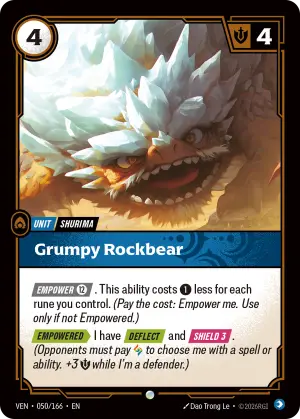 4
4
UNIT SHURIMA
Grumpy Rockbear
EMPOWER 12. This ability costs 1 less for each
rune you control. (Pay the cost: Empower me. Use
only if not Empowered.)
EMPOWERED I have DEFLECT and SHIELD 3.
(Opponents must pay to choose me with a spell or
ability. +3 while I'm a defender.)
VEN • 050/166 • EN Dao Trong Le ©2026RGI